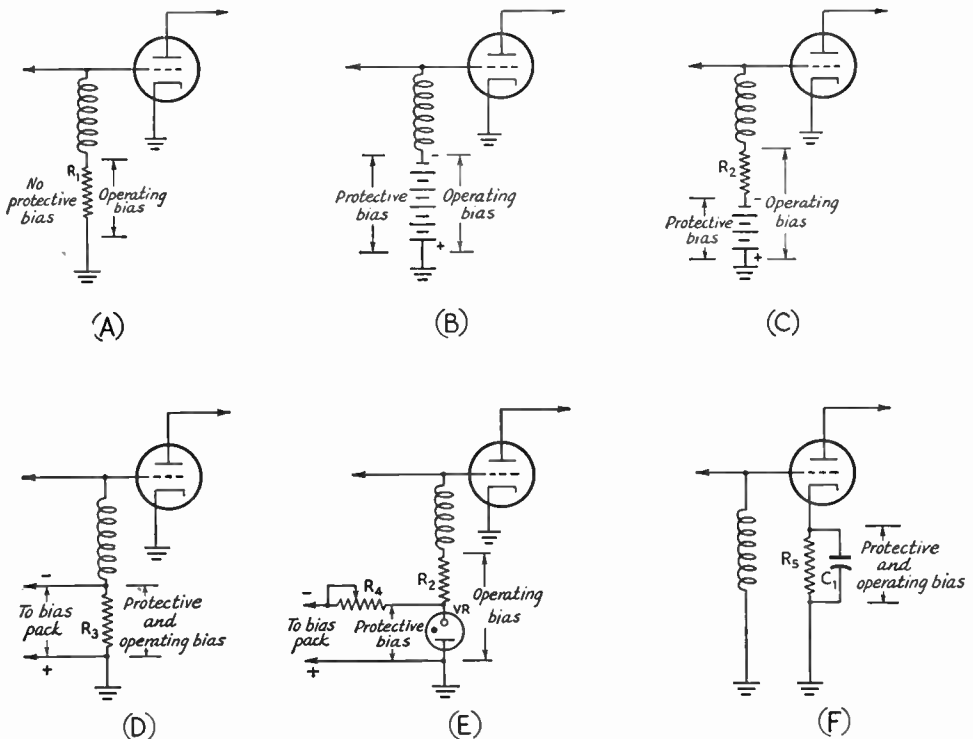 R1
No
protective
bias
Operating
bias
(A)
-
Protective
bias
Operating
bias
+
(B)
R2
-
Protective
bias
Operating
bias
+
(C)
-
To bias
pack
+
R3
Protective
and
operating bias
(D)
-
R4
To bias
pack
+
Protective
bias
R2
VR
Operating
bias
(E)
R5
C1
Protective
and
operating bias
(F)